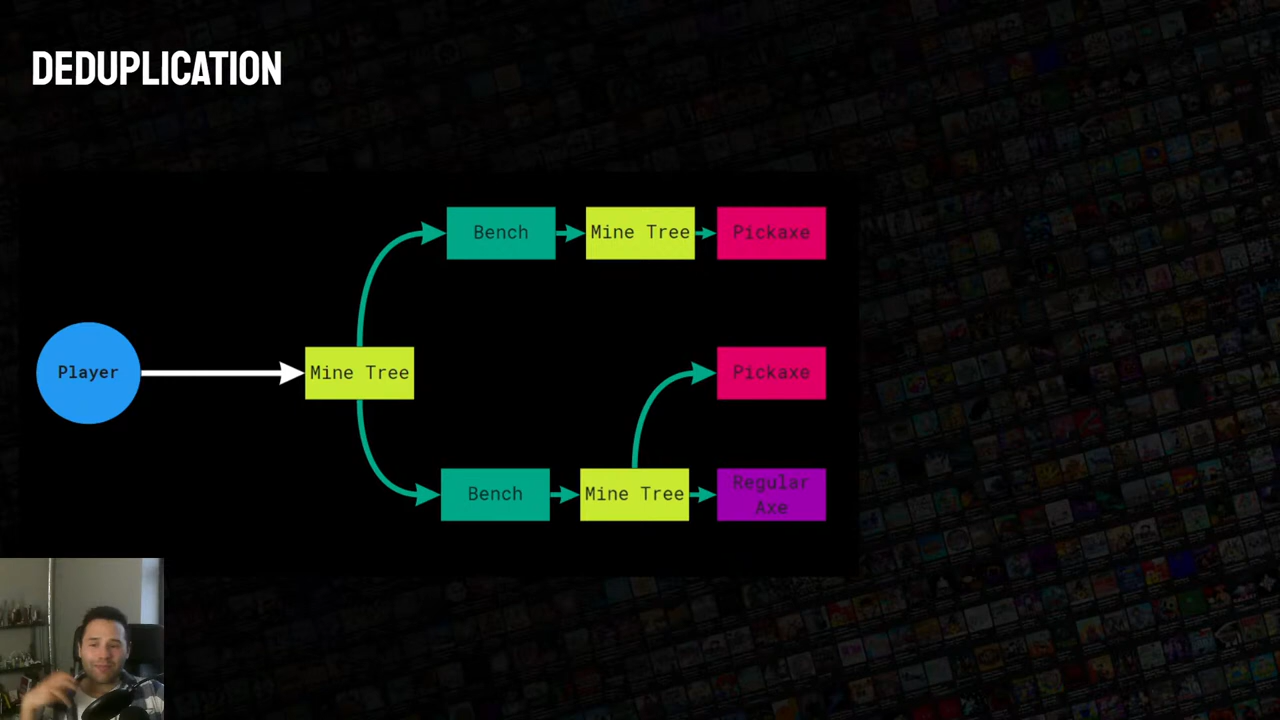 DEDUPLICATION
Bench
Mine Tree
Pickaxe
Player
Mine Tree
Pickaxe
Bench
Mine Tree
Regular
Axe